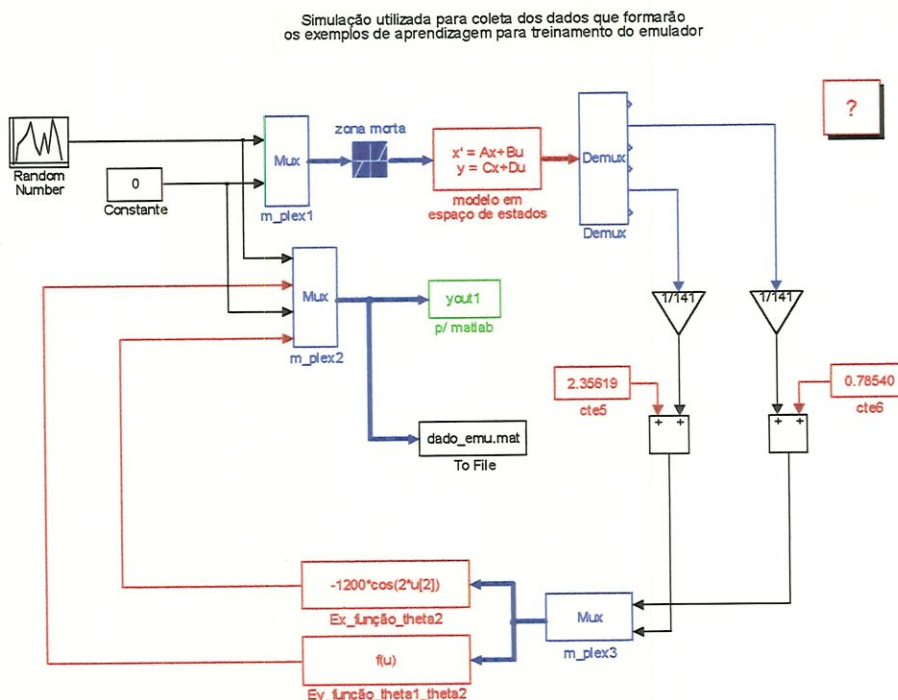 Simulação utilizada para coleta dos dados que formarão
os exemplos de aprendizagem para treinamento do emulador
?
Random
Number
0
Constante
Mux
m_plex1
zona morta
x' = Ax+Bu
y = Cx+Du
modelo em
espaço de estados
Demux
Demux
Mux
m_plex2
yout1
p/ matlab
dado_emu.mat
To File
1/141
1/141
2.35619
cte5
0.78540
cte6
+ +
+ +
-1200*cos(2*u[2])
Ex_função_theta2
f(u)
Ey_função_theta1_theta2
Mux
m_plex3